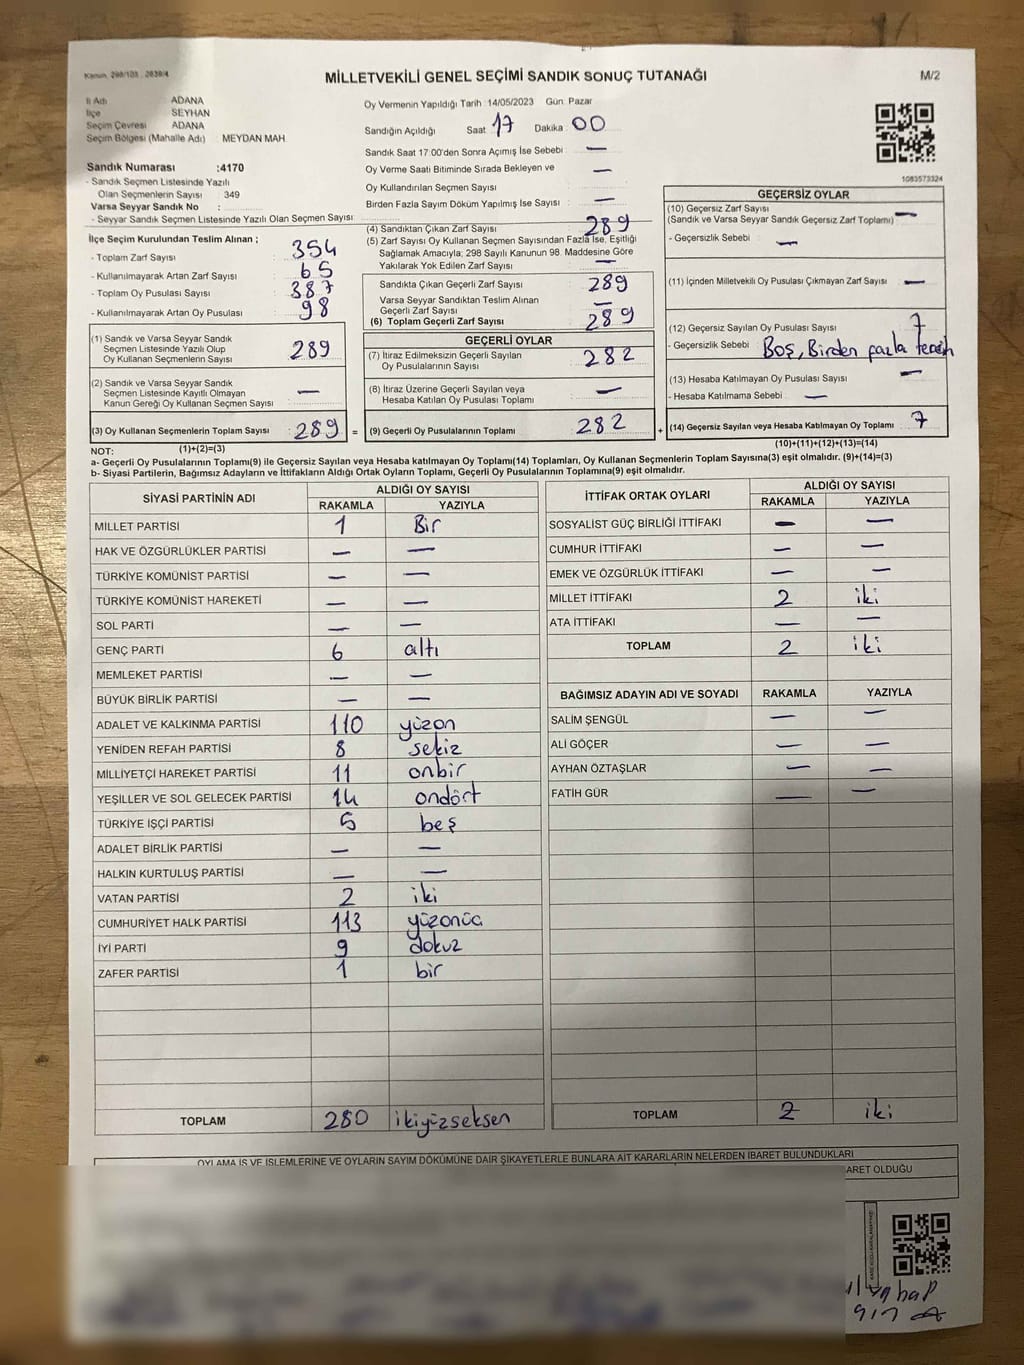 Kanun, 298/103 , 2839/4
MİLLETVEKİLİ GENEL SEÇİMİ SANDIK SONUÇ TUTANAĞI
M/2
İl Adı ADANA
İlçe SEYHAN
Seçim Çevresi ADANA
Seçim Bölgesi (Mahalle Adı) MEYDAN MAH.
Oy Vermenin Yapıldığı Tarih 14/05/2023 Gün Pazar
Sandığın Açıldığı Saat 17 Dakika 00
Sandık Saat 17:00'den Sonra Açımış İse Sebebi : —
Oy Verme Saati Bitiminde Sırada Bekleyen ve
Oy Kullandırılan Seçmen Sayısı —
Birden Fazla Sayım Döküm Yapılmış İse Sayısı : —
1083573324
Sandık Numarası :4170
- Sandık Seçmen Listesinde Yazılı
Olan Seçmenlerin Sayısı : 349
Varsa Seyyar Sandık No :
- Seyyar Sandık Seçmen Listesinde Yazılı Olan Seçmen Sayısı
İlçe Seçim Kurulundan Teslim Alınan ;
- Toplam Zarf Sayısı : 354
- Kullanılmayarak Artan Zarf Sayısı : 65
- Toplam Oy Pusulası Sayısı : 387
- Kullanılmayarak Artan Oy Pusulası : 98
(4) Sandıktan Çıkan Zarf Sayısı : 289
(5) Zarf Sayısı Oy Kullanan Seçmen Sayısından Fazla İse, Eşitliği
Sağlamak Amacıyla; 298 Sayılı Kanunun 98. Maddesine Göre
Yakılarak Yok Edilen Zarf Sayısı : —
Sandıkta Çıkan Geçerli Zarf Sayısı : 289
Varsa Seyyar Sandıktan Teslim Alınan
Geçerli Zarf Sayısı : —
(6) Toplam Geçerli Zarf Sayısı : 289
GEÇERSİZ OYLAR
(10) Geçersiz Zarf Sayısı
(Sandık ve Varsa Seyyar Sandık Geçersiz Zarf Toplamı) : —
- Geçersizlik Sebebi : —
(11) İçinden Milletvekili Oy Pusulası Çıkmayan Zarf Sayısı : —
(12) Geçersiz Sayılan Oy Pusulası Sayısı : 7
- Geçersizlik Sebebi : Boş, Birden fazla tercih
(13) Hesaba Katılmayan Oy Pusulası Sayısı : —
- Hesaba Katılmama Sebebi : —
(14) Geçersiz Sayılan veya Hesaba Katılmayan Oy Toplamı : 7
(1) Sandık ve Varsa Seyyar Sandık
Seçmen Listesinde Yazılı Olup
Oy Kullanan Seçmenlerin Sayısı : 289
(2) Sandık ve Varsa Seyyar Sandık
Seçmen Listesinde Kayıtlı Olmayan
Kanun Gereği Oy Kullanan Seçmen Sayısı : —
(3) Oy Kullanan Seçmenlerin Toplam Sayısı : 289 =
GEÇERLİ OYLAR
(7) İtiraz Edilmeksizin Geçerli Sayılan
Oy Pusulalarının Sayısı : 282
(8) İtiraz Üzerine Geçerli Sayılan veya
Hesaba Katılan Oy Pusulası Toplamı : —
(9) Geçerli Oy Pusulalarının Toplamı : 282 +
NOT: (1)+(2)=(3)
(10)+(11)+(12)+(13)=(14)
a- Geçerli Oy Pusulalarının Toplamı(9) ile Geçersiz Sayılan veya Hesaba katılmayan Oy Toplamı(14) Toplamları, Oy Kullanan Seçmenlerin Toplam Sayısına(3) eşit olmalıdır. (9)+(14)=(3)
b- Siyasi Partilerin, Bağımsız Adayların ve İttifakların Aldığı Ortak Oyların Toplamı, Geçerli Oy Pusulalarının Toplamına(9) eşit olmalıdır.
SİYASİ PARTİNİN ADI ALDIĞI OY SAYISI
RAKAMLA YAZIYLA
MİLLET PARTİSİ 1 Bir
HAK VE ÖZGÜRLÜKLER PARTİSİ — —
TÜRKİYE KOMÜNİST PARTİSİ — —
TÜRKİYE KOMÜNİST HAREKETİ — —
SOL PARTİ — —
GENÇ PARTİ 6 altı
MEMLEKET PARTİSİ — —
BÜYÜK BİRLİK PARTİSİ — —
ADALET VE KALKINMA PARTİSİ 110 yüzon
YENİDEN REFAH PARTİSİ 8 sekiz
MİLLİYETÇİ HAREKET PARTİSİ 11 onbir
YEŞİLLER VE SOL GELECEK PARTİSİ 14 ondört
TÜRKİYE İŞÇİ PARTİSİ 5 beş
ADALET BİRLİK PARTİSİ — —
HALKIN KURTULUŞ PARTİSİ — —
VATAN PARTİSİ 2 iki
CUMHURİYET HALK PARTİSİ 113 yüzonüç
İYİ PARTİ 9 dokuz
ZAFER PARTİSİ 1 bir
TOPLAM 280 ikiyüzseksen
İTTİFAK ORTAK OYLARI ALDIĞI OY SAYISI
RAKAMLA YAZIYLA
SOSYALİST GÜÇ BİRLİĞİ İTTİFAKI — —
CUMHUR İTTİFAKI — —
EMEK VE ÖZGÜRLÜK İTTİFAKI — —
MİLLET İTTİFAKI 2 iki
ATA İTTİFAKI — —
TOPLAM 2 iki
BAĞIMSIZ ADAYIN ADI VE SOYADI RAKAMLA YAZIYLA
SALİM ŞENGÜL — —
ALİ GÖÇER — —
AYHAN ÖZTAŞLAR — —
FATİH GÜR — —
TOPLAM 2 iki
OYLAMA İŞ VE İŞLEMLERİNE VE OYLARIN SAYIM DÖKÜMÜNE DAİR ŞİKAYETLERLE BUNLARA AİT KARARLARIN NELERDEN İBARET BULUNDUKLARI
ARET OLDUĞU